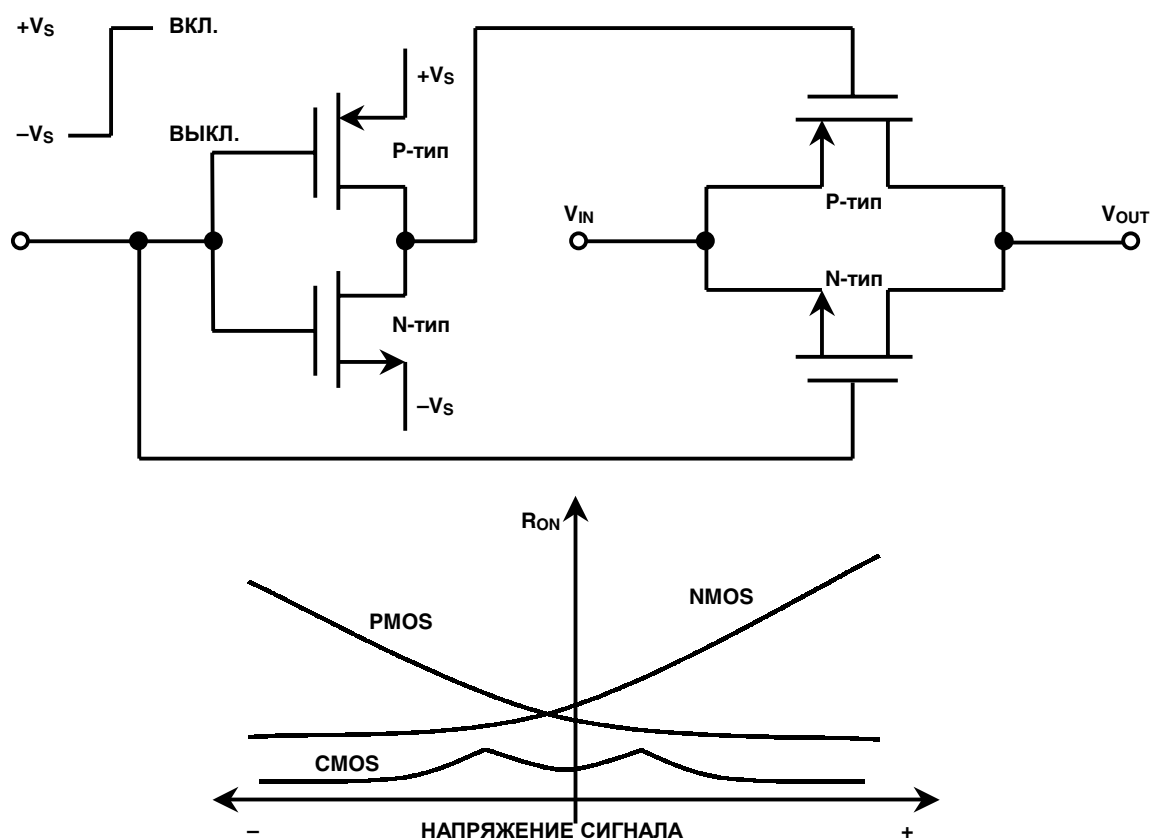 +VS
ВКЛ.
–VS
ВЫКЛ.
+VS
P-тип
N-тип
–VS
VIN
P-тип
N-тип
VOUT
RON
PMOS
NMOS
CMOS
–
НАПРЯЖЕНИЕ СИГНАЛА
+